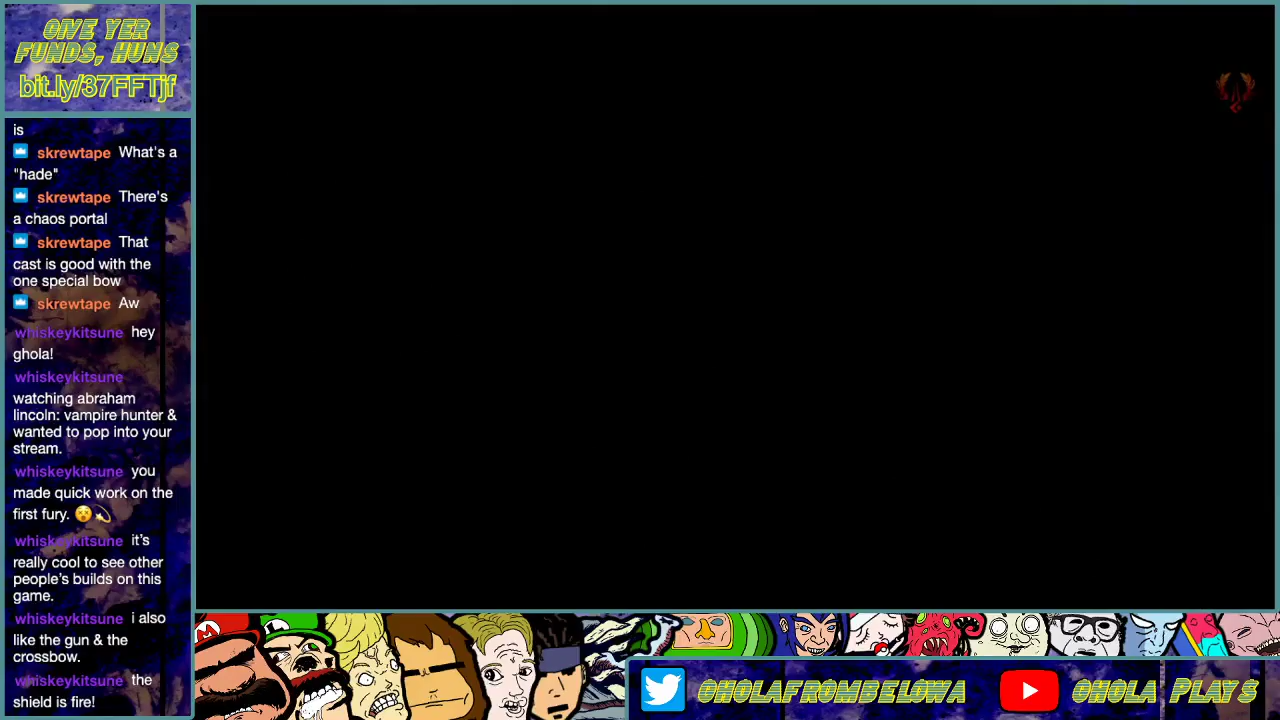 GIVE YER
FUNDS, HUNS
bit.ly/37FFTjf
is
skrewtape What's a
"hade"
skrewtape There's
a chaos portal
skrewtape That
cast is good with the
one special bow
skrewtape Aw
whiskeykitsune hey
ghola!
whiskeykitsune
watching abraham
lincoln: vampire hunter &
wanted to pop into your
stream.
whiskeykitsune you
made quick work on the
first fury. 😵💫
whiskeykitsune it’s
really cool to see other
people’s builds on this
game.
whiskeykitsune i also
like the gun & the
crossbow.
whiskeykitsune the
shield is fire!
M
GHOLAFROMBELOWA
GHOLA PLAYS